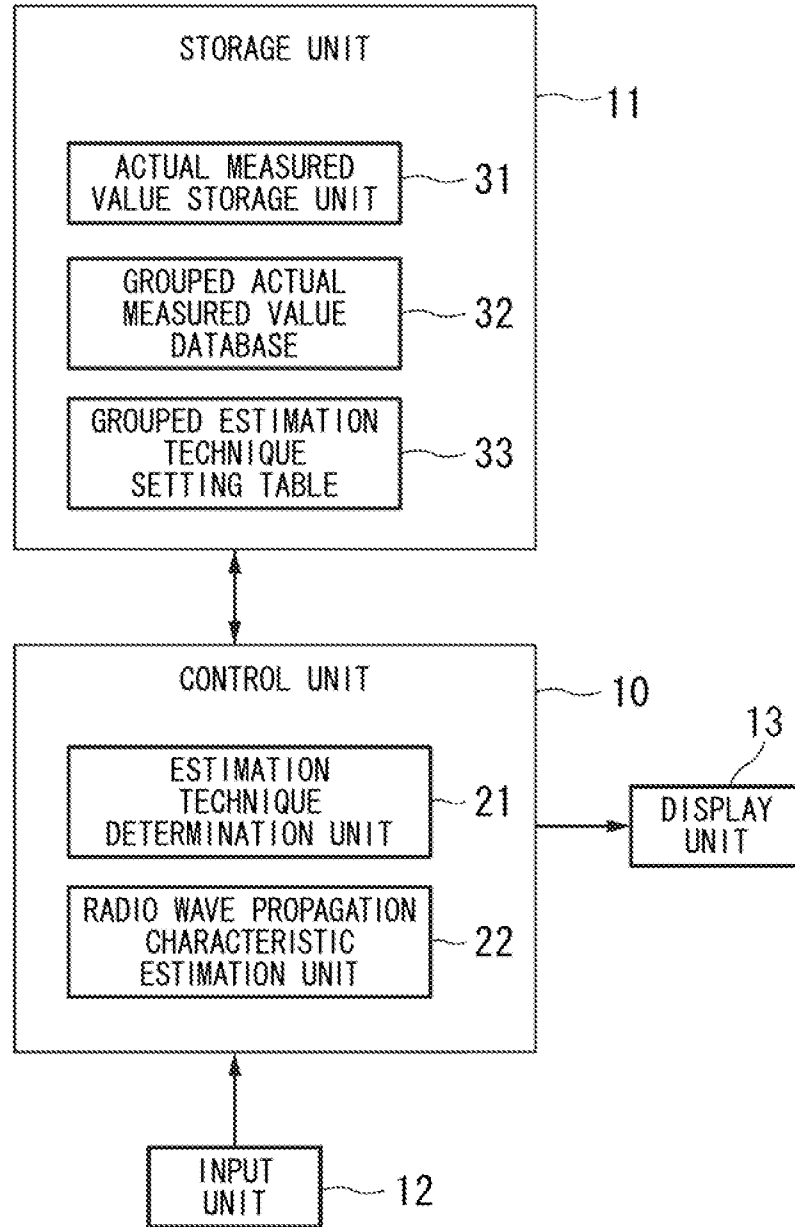 STORAGE UNIT
11
ACTUAL MEASURED
VALUE STORAGE UNIT
31
GROUPED ACTUAL
MEASURED VALUE
DATABASE
32
GROUPED ESTIMATION
TECHNIQUE
SETTING TABLE
33
CONTROL UNIT
10
ESTIMATION
TECHNIQUE
DETERMINATION UNIT
21
RADIO WAVE PROPAGATION
CHARACTERISTIC
ESTIMATION UNIT
22
13
DISPLAY
UNIT
INPUT
UNIT
12